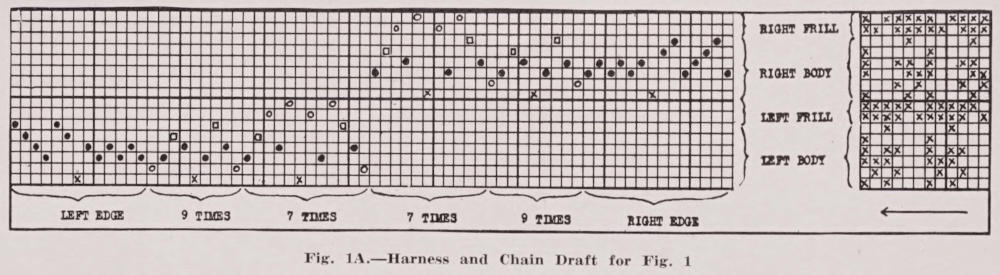 RIGHT FRILL
RIGHT BODY
LEFT FRILL
LEFT BODY
LEFT EDGE 9 TIMES 7 TIMES 7 TIMES 9 TIMES RIGHT EDGE
Fig. 1A.—Harness and Chain Draft for Fig. 1